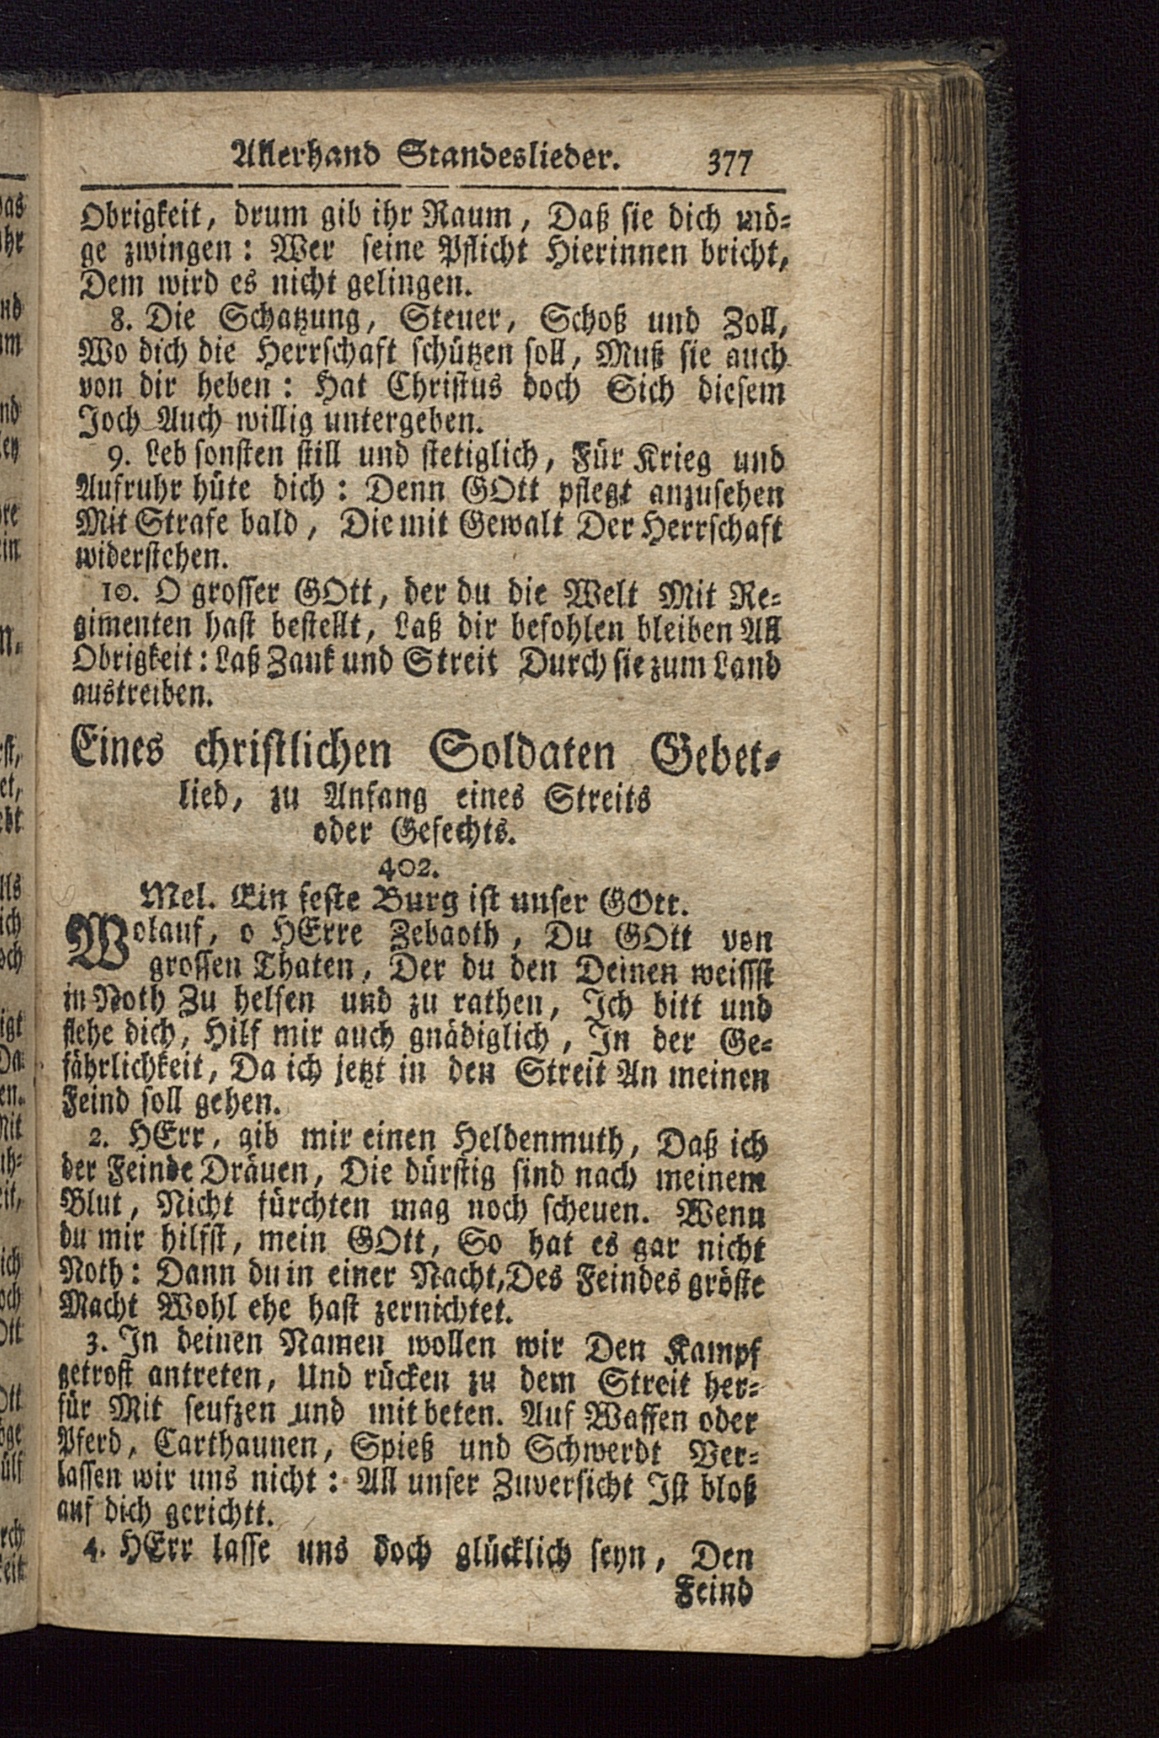 Allerhand Standeslieder. 377
Obrigkeit, drum gib ihr Raum, Daß sie dich mö-
ge zwingen: Wer seine Pflicht Hierinnen bricht,
Dem wird es nicht gelingen.
8. Die Schatzung, Steuer, Schoß und Zoll,
Wo dich die Herrschaft schützen soll, Muß sie auch
von dir heben: Hat Christus doch Sich diesem
Joch Auch willig untergeben.
9. Leb sonsten still und stetiglich, Für Krieg und
Aufruhr hüte dich: Denn GOtt pflegt anzusehen
Mit Strafe bald, Die mit Gewalt Der Herrschaft
widerstehen.
10. O grosser GOtt, der du die Welt Mit Re-
gimenten hast bestellt, Laß dir befohlen bleiben All
Obrigkeit: Laß Zank und Streit Durch sie zum Land
austreiben.
Eines christlichen Soldaten Gebet-
lied, zu Anfang eines Streits
oder Gefechts.
402.
Mel. Ein feste Burg ist unser GOtt.
Wolauf, o HErre Zebaoth, Du GOtt von
grossen Thaten, Der du den Deinen weissst
in Noth Zu helfen und zu rathen, Ich bitt und
flehe dich, Hilf mir auch gnädiglich, In der Ge-
fährlichkeit, Da ich jetzt in den Streit An meinen
Feind soll gehen.
2. HErr, gib mir einen Heldenmuth, Daß ich
der Feinde Dräuen, Die dürstig sind nach meinem
Blut, Nicht fürchten mag noch scheuen. Wenn
du mir hilfst, mein GOtt, So hat es gar nicht
Noth: Dann du in einer Nacht, Des Feindes gröste
Macht Wohl ehe hast zernichtet.
3. In deinen Namen wollen wir Den Kampf
getrost antreten, Und rücken zu dem Streit her-
für Mit seufzen und mit beten. Auf Waffen oder
Pferd, Carthaunen, Spieß und Schwerdt Ver-
lassen wir uns nicht: All unser Zuversicht Ist bloß
auf dich gerichtt.
4. HErr lasse uns doch glücklich seyn, Den
Feind